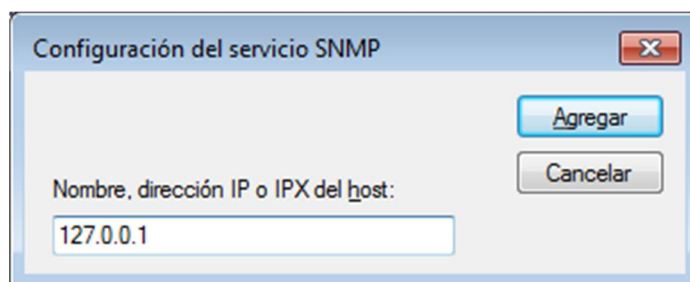 Configuración del servicio SNMP
Agregar
Cancelar
Nombre, dirección IP o IPX del host:
127.0.0.1